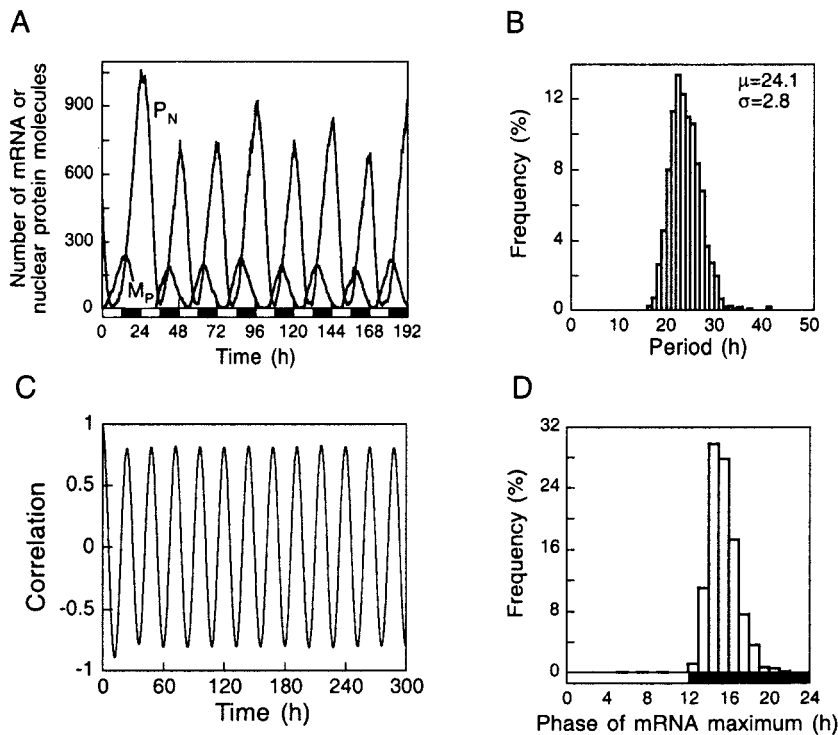 A
Number of mRNA or
nuclear protein molecules
900
600
300
0
P_N
M_P
0 24 48 72 96 120 144 168 192
Time (h)
B
Frequency (%)
12
8
4
0
μ=24.1
σ=2.8
0 10 20 30 40 50
Period (h)
C
Correlation
1
0.5
0
-0.5
-1
0 60 120 180 240 300
Time (h)
D
Frequency (%)
32
24
16
8
0
0 4 8 12 16 20 24
Phase of mRNA maximum (h)